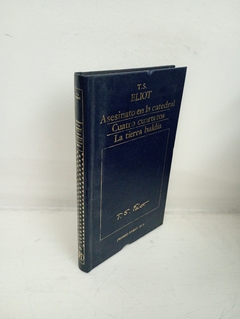 T.S.
ELIOT
Asesinato en la catedral
Cuatro cuartetos
La tierra baldía
T. S. Eliot